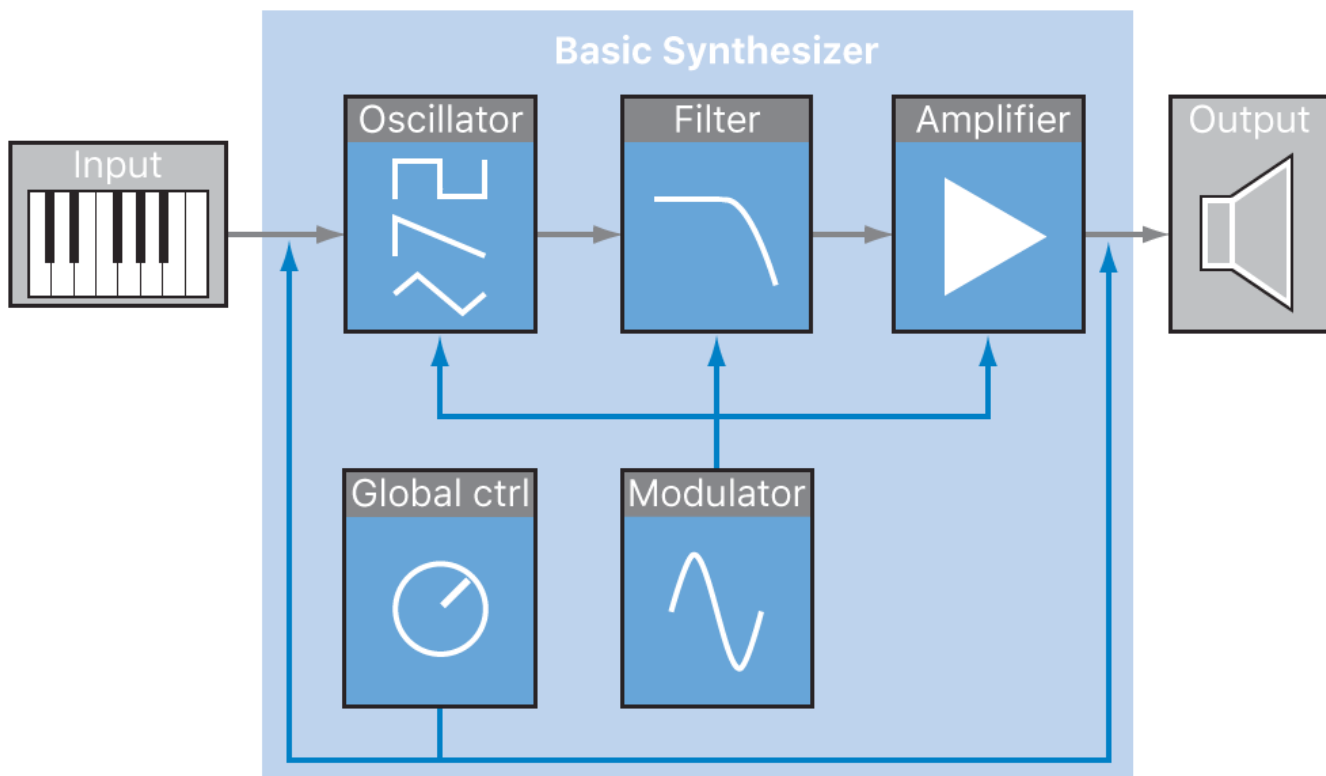 Basic Synthesizer
Input
Oscillator
Filter
Amplifier
Output
Global ctrl
Modulator